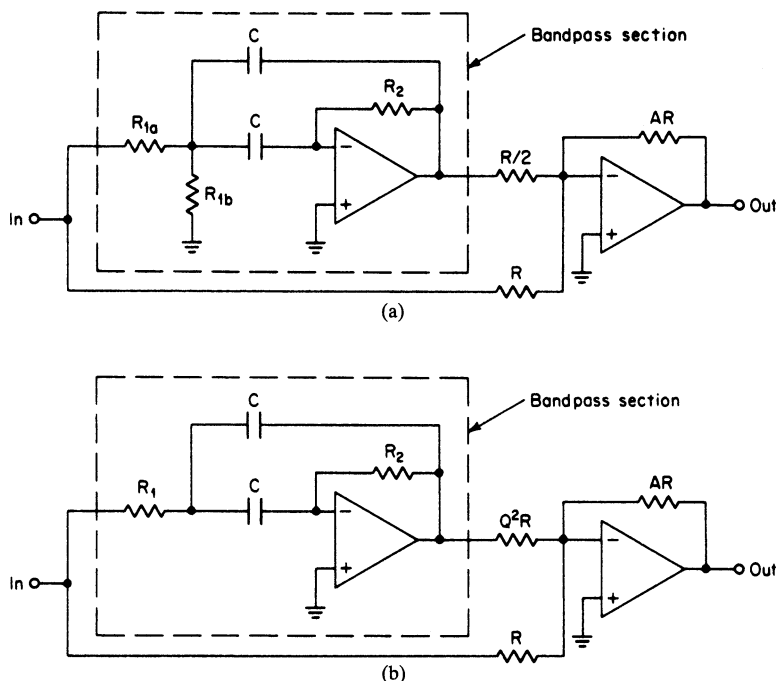 C
Bandpass section
R₂
R₁ₐ
C
AR
R/2
−
−
R₁b
+
+
In
Out
R
(a)
Bandpass section
C
R₂
R₁
C
AR
Q²R
−
−
+
+
In
Out
R
(b)